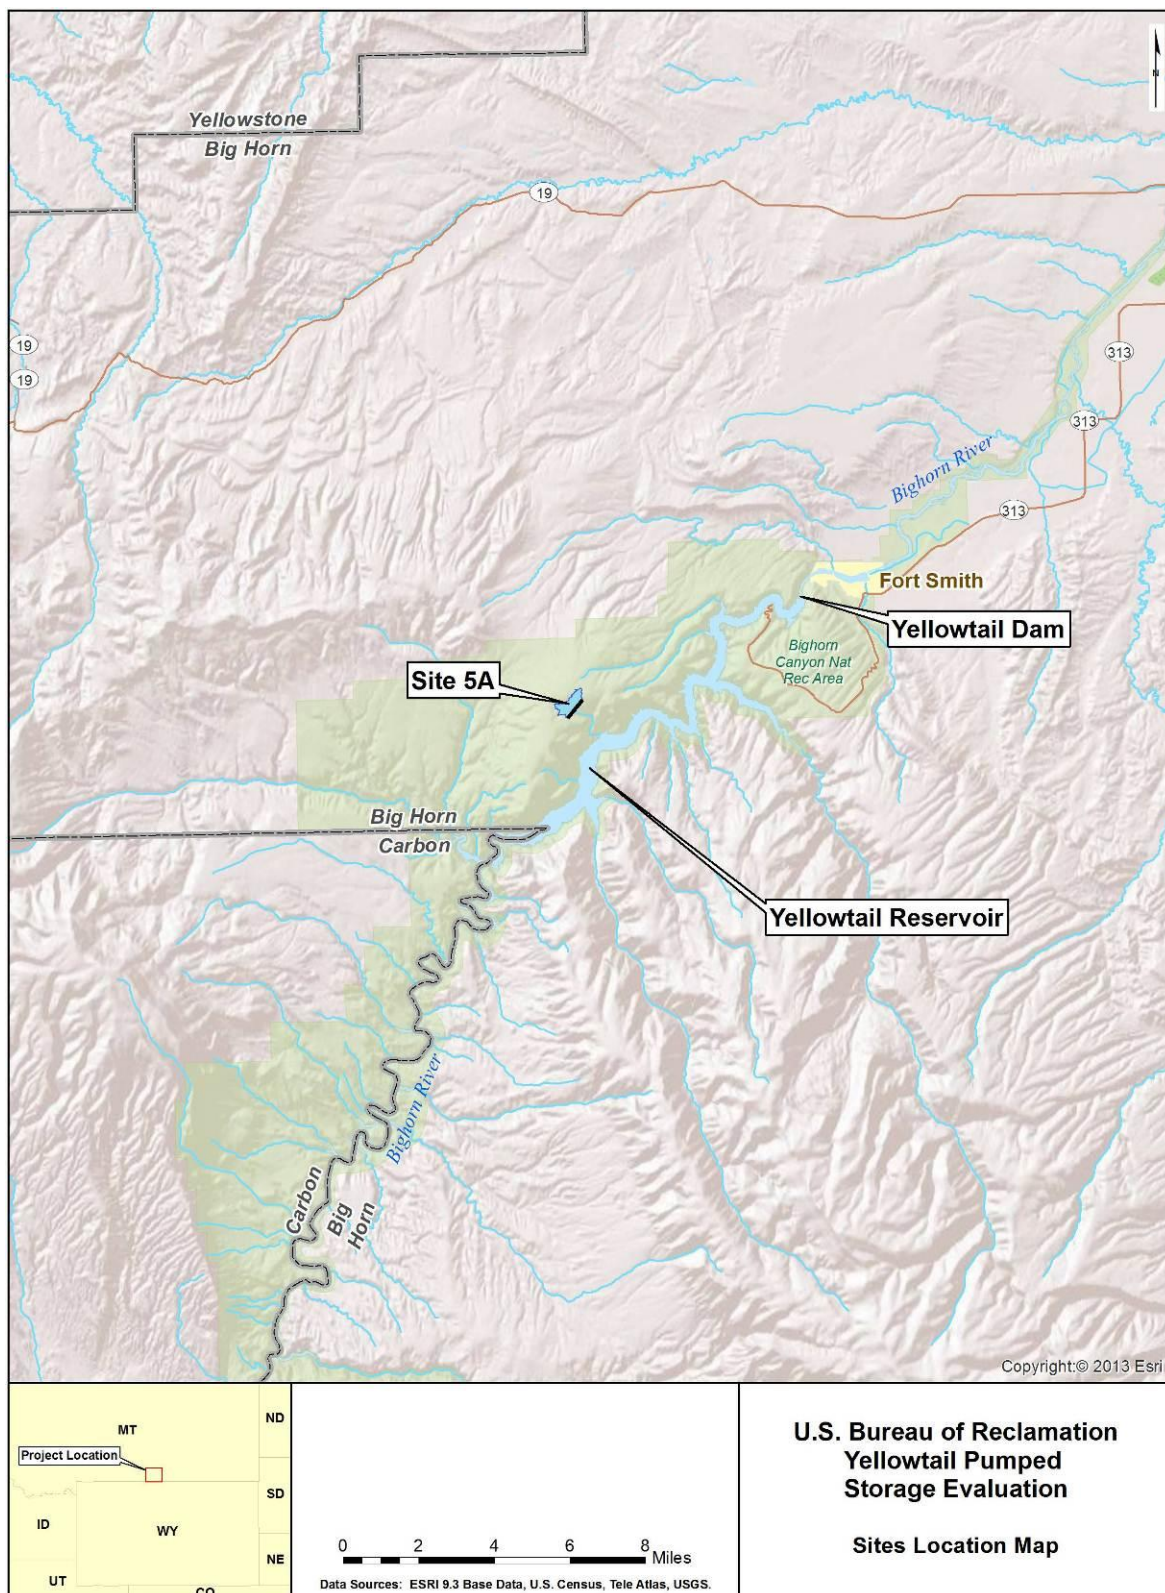 N
Yellowstone
Big Horn
19
19
19
313
313
313
Bighorn River
Fort Smith
Yellowtail Dam
Bighorn
Canyon Nat
Rec Area
Site 5A
Big Horn
Carbon
Yellowtail Reservoir
Bighorn River
Carbon
Big
Horn
Copyright:© 2013 Esri
MT
ND
Project Location
SD
ID
WY
NE
UT
CO
0 2 4 6 8
Miles
Data Sources: ESRI 9.3 Base Data, U.S. Census, Tele Atlas, USGS.
U.S. Bureau of Reclamation
Yellowtail Pumped
Storage Evaluation
Sites Location Map